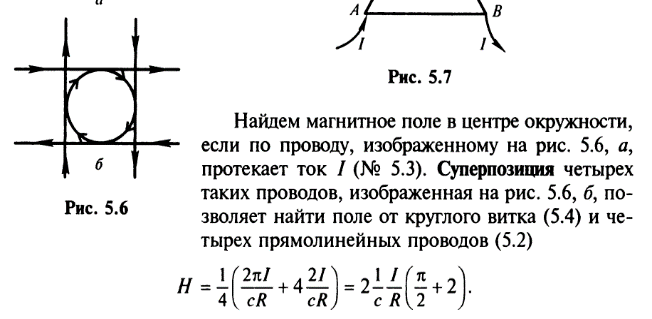 а
A
B
I
I
Рис. 5.7
б
Рис. 5.6
Найдем магнитное поле в центре окружности,
если по проводу, изображенному на рис. 5.6, а,
протекает ток I (№ 5.3). Суперпозиция четырех
таких проводов, изображенная на рис. 5.6, б, по-
зволяет найти поле от круглого витка (5.4) и че-
тырех прямолинейных проводов (5.2)
H = 1/4 (2πI/cR + 4 2I/cR) = 2 1/c I/R (π/2 + 2).